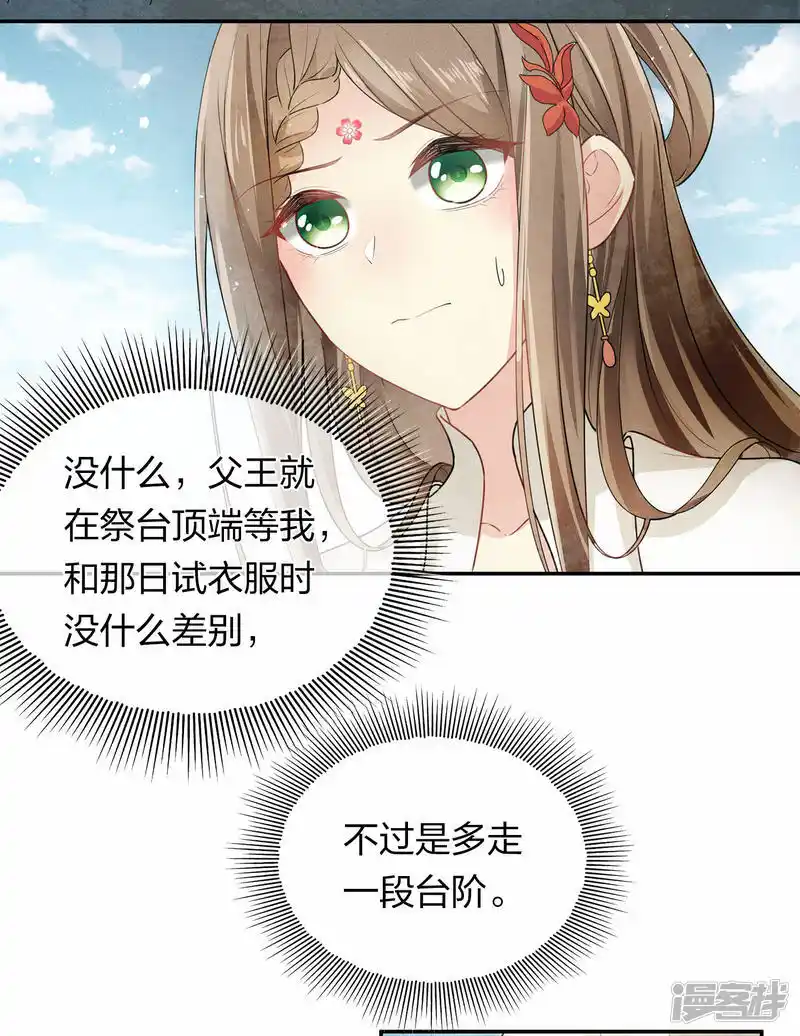 没什么，父王就
在祭台顶端等我，
和那日试衣服时
没什么差别，
不过是多走
一段台阶。
漫客栈